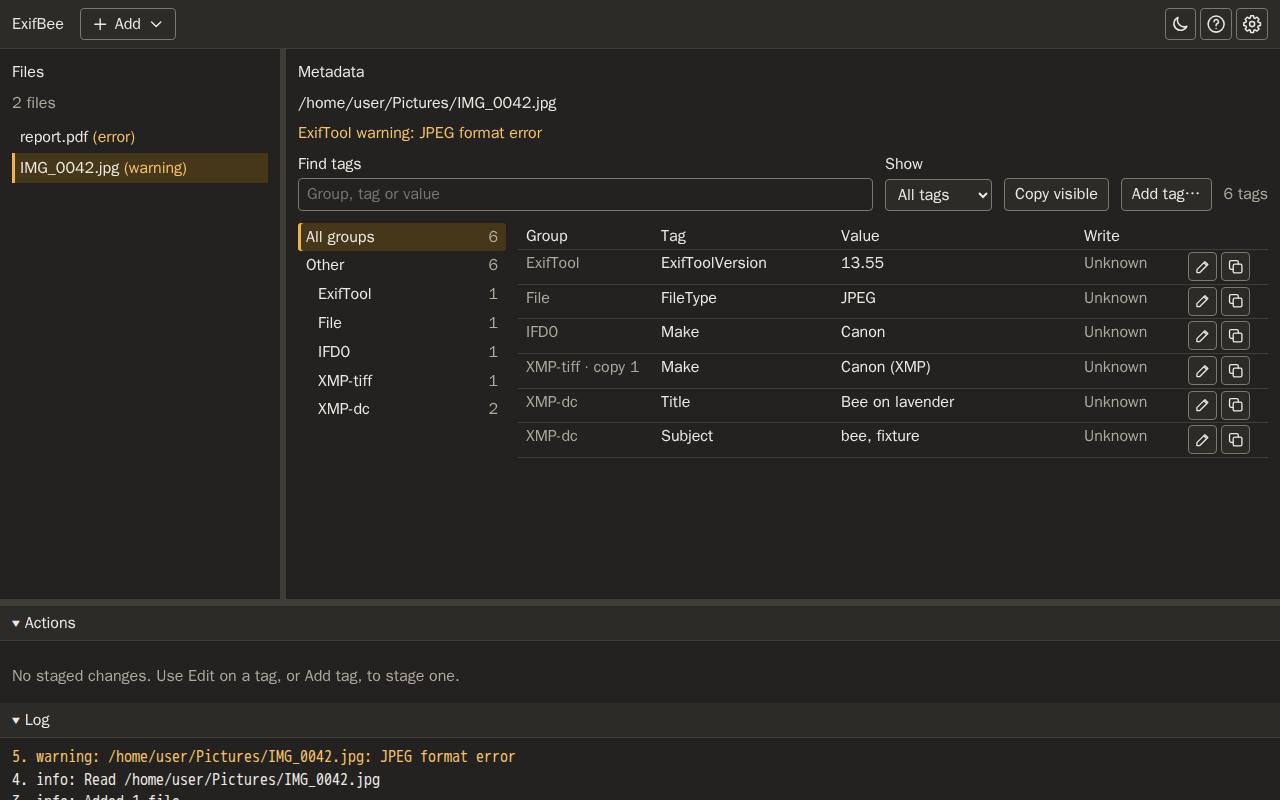 ExifBee
Add
Files
2 files
report.pdf (error)
IMG_0042.jpg (warning)
Metadata
/home/user/Pictures/IMG_0042.jpg
ExifTool warning: JPEG format error
Find tags
Show
Group, tag or value
All tags
Copy visible
Add tag···
6 tags
All groups 6
Other 6
ExifTool 1
File 1
IFD0 1
XMP-tiff 1
XMP-dc 2
Group Tag Value Write
ExifTool ExifToolVersion 13.55 Unknown
File FileType JPEG Unknown
IFD0 Make Canon Unknown
XMP-tiff · copy 1 Make Canon (XMP) Unknown
XMP-dc Title Bee on lavender Unknown
XMP-dc Subject bee, fixture Unknown
Actions
No staged changes. Use Edit on a tag, or Add tag, to stage one.
Log
5. warning: /home/user/Pictures/IMG_0042.jpg: JPEG format error
4. info: Read /home/user/Pictures/IMG_0042.jpg
3. info: Added 1 file